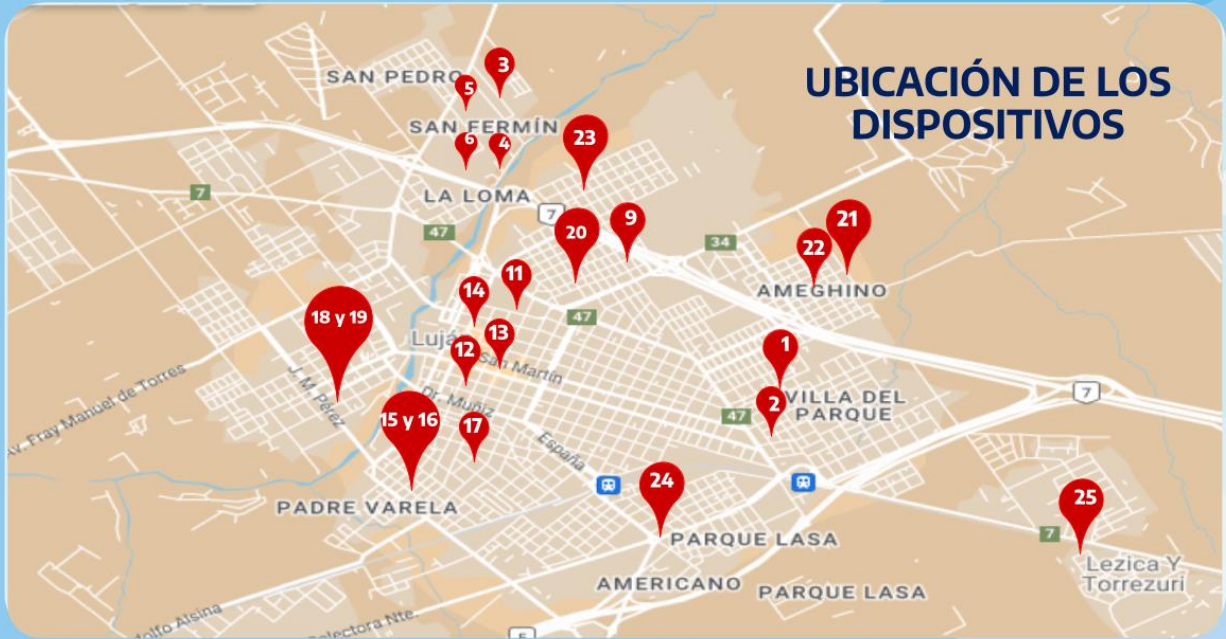 UBICACIÓN DE LOS
DISPOSITIVOS
3
SAN PEDRO
5
SAN FERMÍN
23
6
4
7
LA LOMA
7
9
21
20
47
34
22
11
AMEGHINO
14
18 y 19
47
13
Luján
1
12
San Martín
Av. Fray Manuel de Torres
J. M. Pérez
7
Dr. Muñiz
2
VILLA DEL
PARQUE
15 y 16
47
17
España
24
25
PADRE VARELA
7
PARQUE LASA
Lezica Y
Torrezuri
AMERICANO
PARQUE LASA
Adolfo Alsina
Colectora Nte.
5